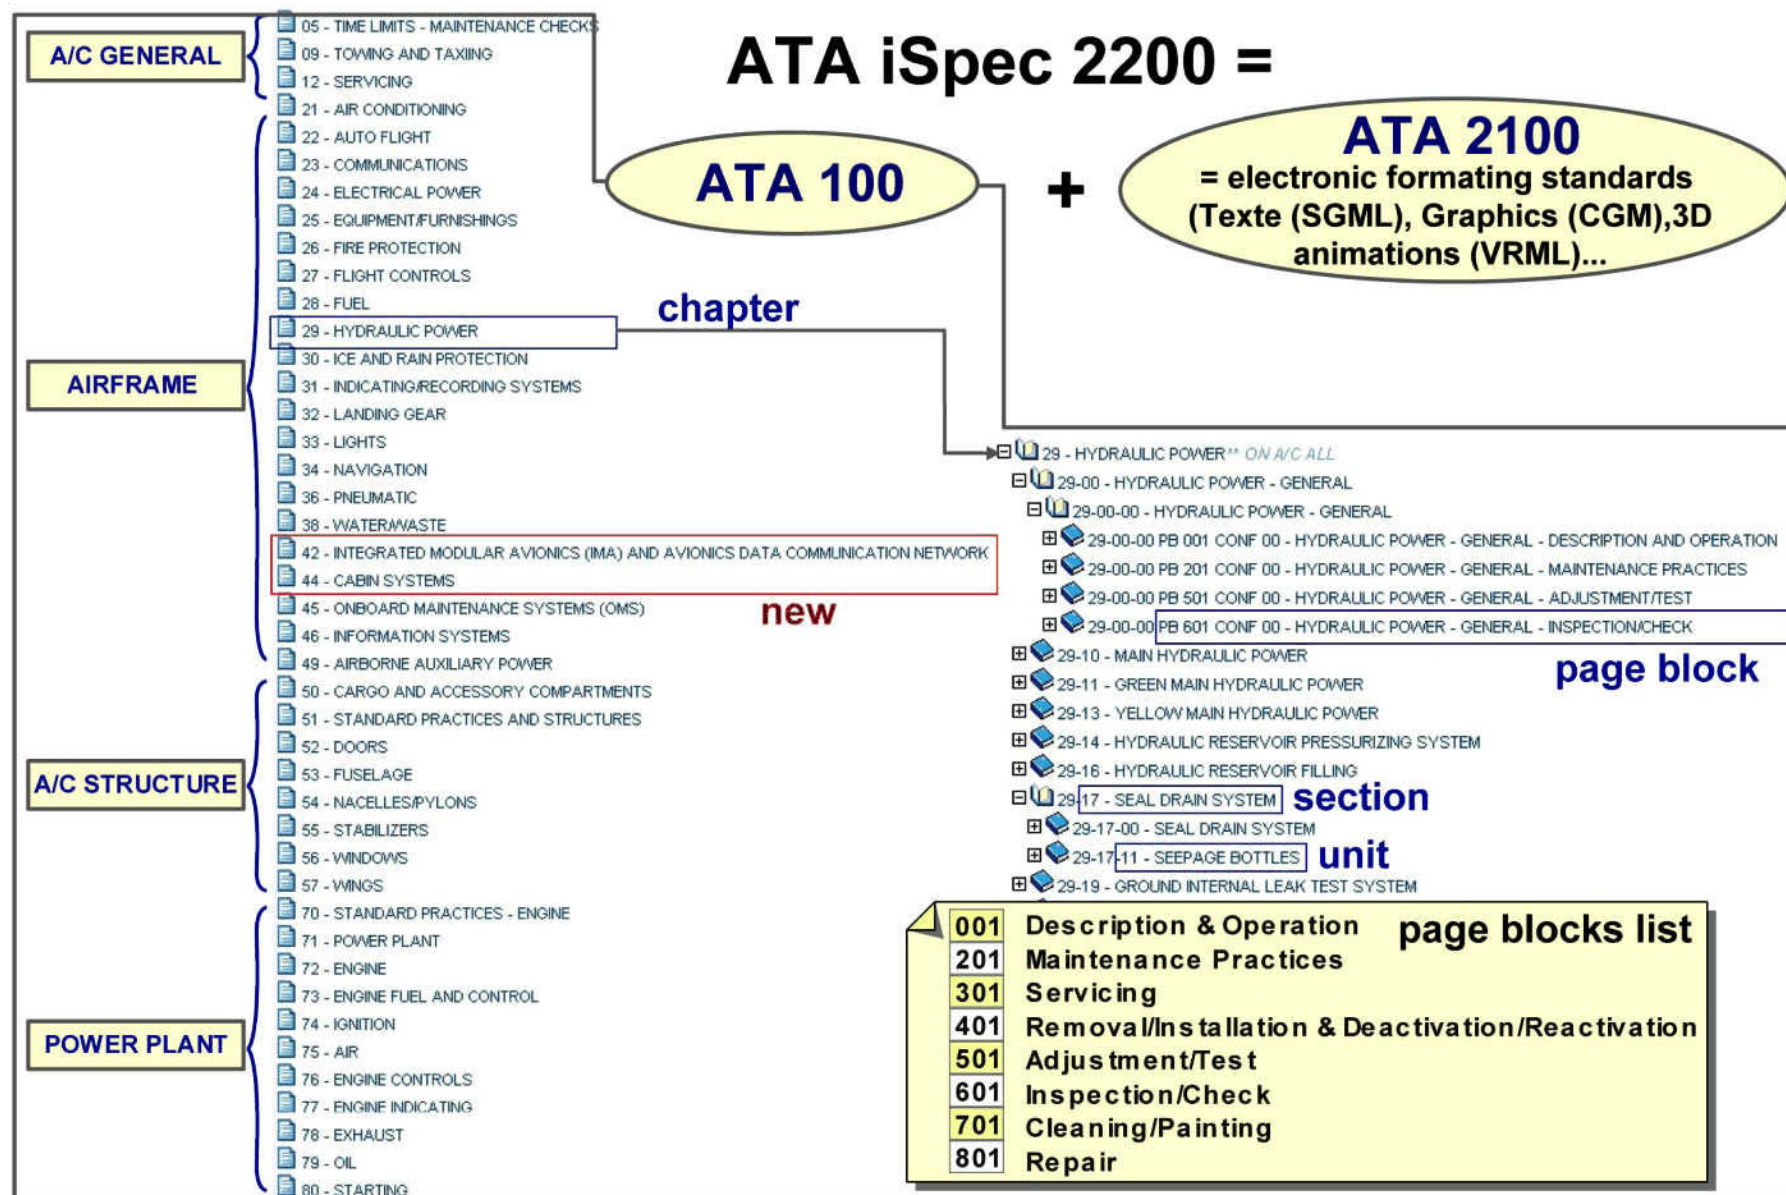 ATA iSpec 2200 =
ATA 100
+
ATA 2100
= electronic formating standards
(Texte (SGML), Graphics (CGM),3D
animations (VRML)...
A/C GENERAL
05 - TIME LIMITS - MAINTENANCE CHECKS
09 - TOWING AND TAXIING
12 - SERVICING
AIRFRAME
21 - AIR CONDITIONING
22 - AUTO FLIGHT
23 - COMMUNICATIONS
24 - ELECTRICAL POWER
25 - EQUIPMENT/FURNISHINGS
26 - FIRE PROTECTION
27 - FLIGHT CONTROLS
28 - FUEL
29 - HYDRAULIC POWER
chapter
30 - ICE AND RAIN PROTECTION
31 - INDICATING/RECORDING SYSTEMS
32 - LANDING GEAR
33 - LIGHTS
34 - NAVIGATION
36 - PNEUMATIC
38 - WATER/WASTE
42 - INTEGRATED MODULAR AVIONICS (IMA) AND AVIONICS DATA COMMUNICATION NETWORK
44 - CABIN SYSTEMS
new
45 - ONBOARD MAINTENANCE SYSTEMS (OMS)
46 - INFORMATION SYSTEMS
49 - AIRBORNE AUXILIARY POWER
A/C STRUCTURE
50 - CARGO AND ACCESSORY COMPARTMENTS
51 - STANDARD PRACTICES AND STRUCTURES
52 - DOORS
53 - FUSELAGE
54 - NACELLES/PYLONS
55 - STABILIZERS
56 - WINDOWS
57 - WINGS
POWER PLANT
70 - STANDARD PRACTICES - ENGINE
71 - POWER PLANT
72 - ENGINE
73 - ENGINE FUEL AND CONTROL
74 - IGNITION
75 - AIR
76 - ENGINE CONTROLS
77 - ENGINE INDICATING
78 - EXHAUST
79 - OIL
80 - STARTING
29 - HYDRAULIC POWER** ON A/C ALL
29-00 - HYDRAULIC POWER - GENERAL
29-00-00 - HYDRAULIC POWER - GENERAL
29-00-00 PB 001 CONF 00 - HYDRAULIC POWER - GENERAL - DESCRIPTION AND OPERATION
29-00-00 PB 201 CONF 00 - HYDRAULIC POWER - GENERAL - MAINTENANCE PRACTICES
29-00-00 PB 501 CONF 00 - HYDRAULIC POWER - GENERAL - ADJUSTMENT/TEST
29-00-00 PB 601 CONF 00 - HYDRAULIC POWER - GENERAL - INSPECTION/CHECK
page block
29-10 - MAIN HYDRAULIC POWER
29-11 - GREEN MAIN HYDRAULIC POWER
29-13 - YELLOW MAIN HYDRAULIC POWER
29-14 - HYDRAULIC RESERVOIR PRESSURIZING SYSTEM
29-16 - HYDRAULIC RESERVOIR FILLING
29-17 - SEAL DRAIN SYSTEM section
29-17-00 - SEAL DRAIN SYSTEM
29-17-11 - SEEPAGE BOTTLES unit
29-19 - GROUND INTERNAL LEAK TEST SYSTEM
page blocks list
001 Description & Operation
201 Maintenance Practices
301 Servicing
401 Removal/Installation & Deactivation/Reactivation
501 Adjustment/Test
601 Inspection/Check
701 Cleaning/Painting
801 Repair